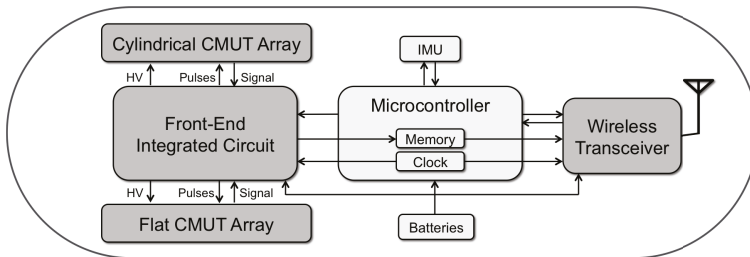 Cylindrical CMUT Array
IMU
HV
Pulses
Signal
Microcontroller
Front-End
Integrated Circuit
Memory
Clock
Wireless
Transceiver
HV
Pulses
Signal
Flat CMUT Array
Batteries